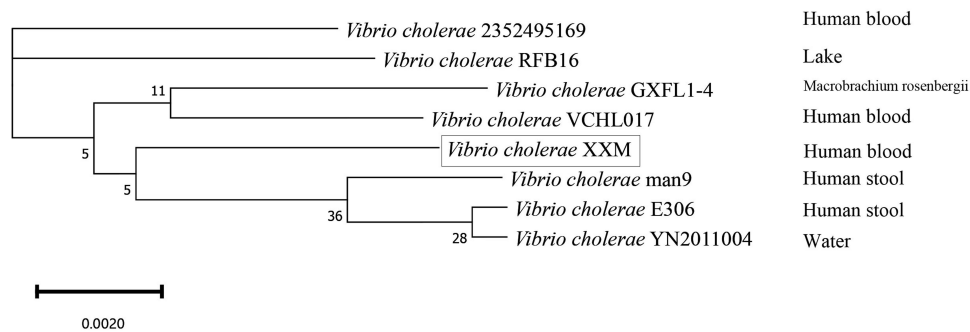 Vibrio cholerae 2352495169 Human blood
Vibrio cholerae RFB16 Lake
11 Vibrio cholerae GXFL1-4 Macrobrachium rosenbergii
Vibrio cholerae VCHL017 Human blood
5 Vibrio cholerae XXM Human blood
5 Vibrio cholerae man9 Human stool
36 Vibrio cholerae E306 Human stool
28 Vibrio cholerae YN2011004 Water
0.0020